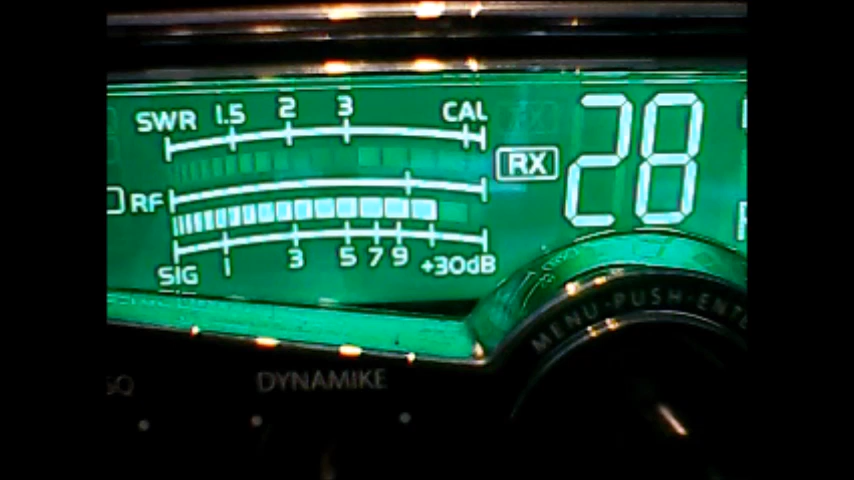 SWR 1.5 2 3 CAL
RX 28
RF
SIG 1 3 5 7 9 +30dB
MENU-PUSH-ENTE
DYNAMIKE